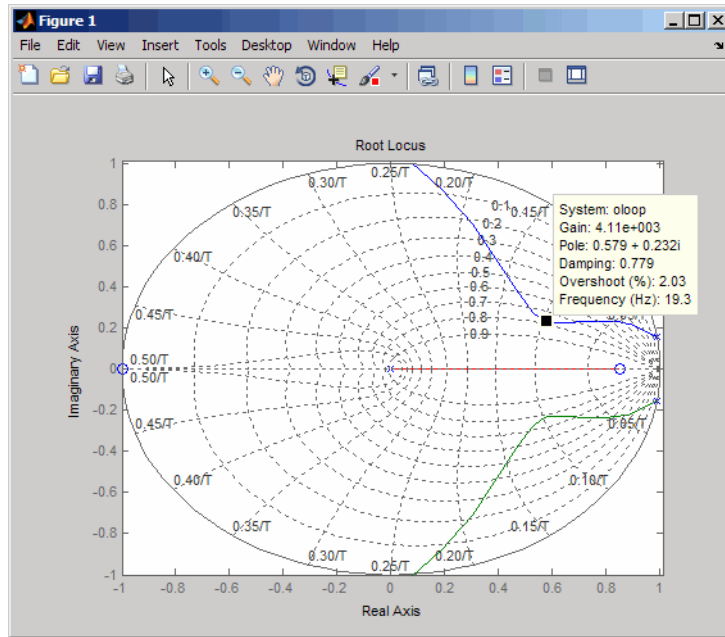 Figure 1
File Edit View Insert Tools Desktop Window Help
Root Locus
1
0.8
0.6
0.4
0.2
0
-0.2
-0.4
-0.6
-0.8
-1
Imaginary Axis
0.25/T
0.30/T
0.20/T
0.35/T
0.15/T
0.40/T
0.45/T
0.50/T
0.50/T
0.45/T
0.05/T
0.40/T
0.10/T
0.35/T
0.15/T
0.30/T
0.20/T
0.25/T
0.1
0.2
0.3
0.4
0.5
0.6
0.7
0.8
0.9
System: oloop
Gain: 4.11e+003
Pole: 0.579 + 0.232i
Damping: 0.779
Overshoot (%): 2.03
Frequency (Hz): 19.3
-1 -0.8 -0.6 -0.4 -0.2 0 0.2 0.4 0.6 0.8 1
Real Axis